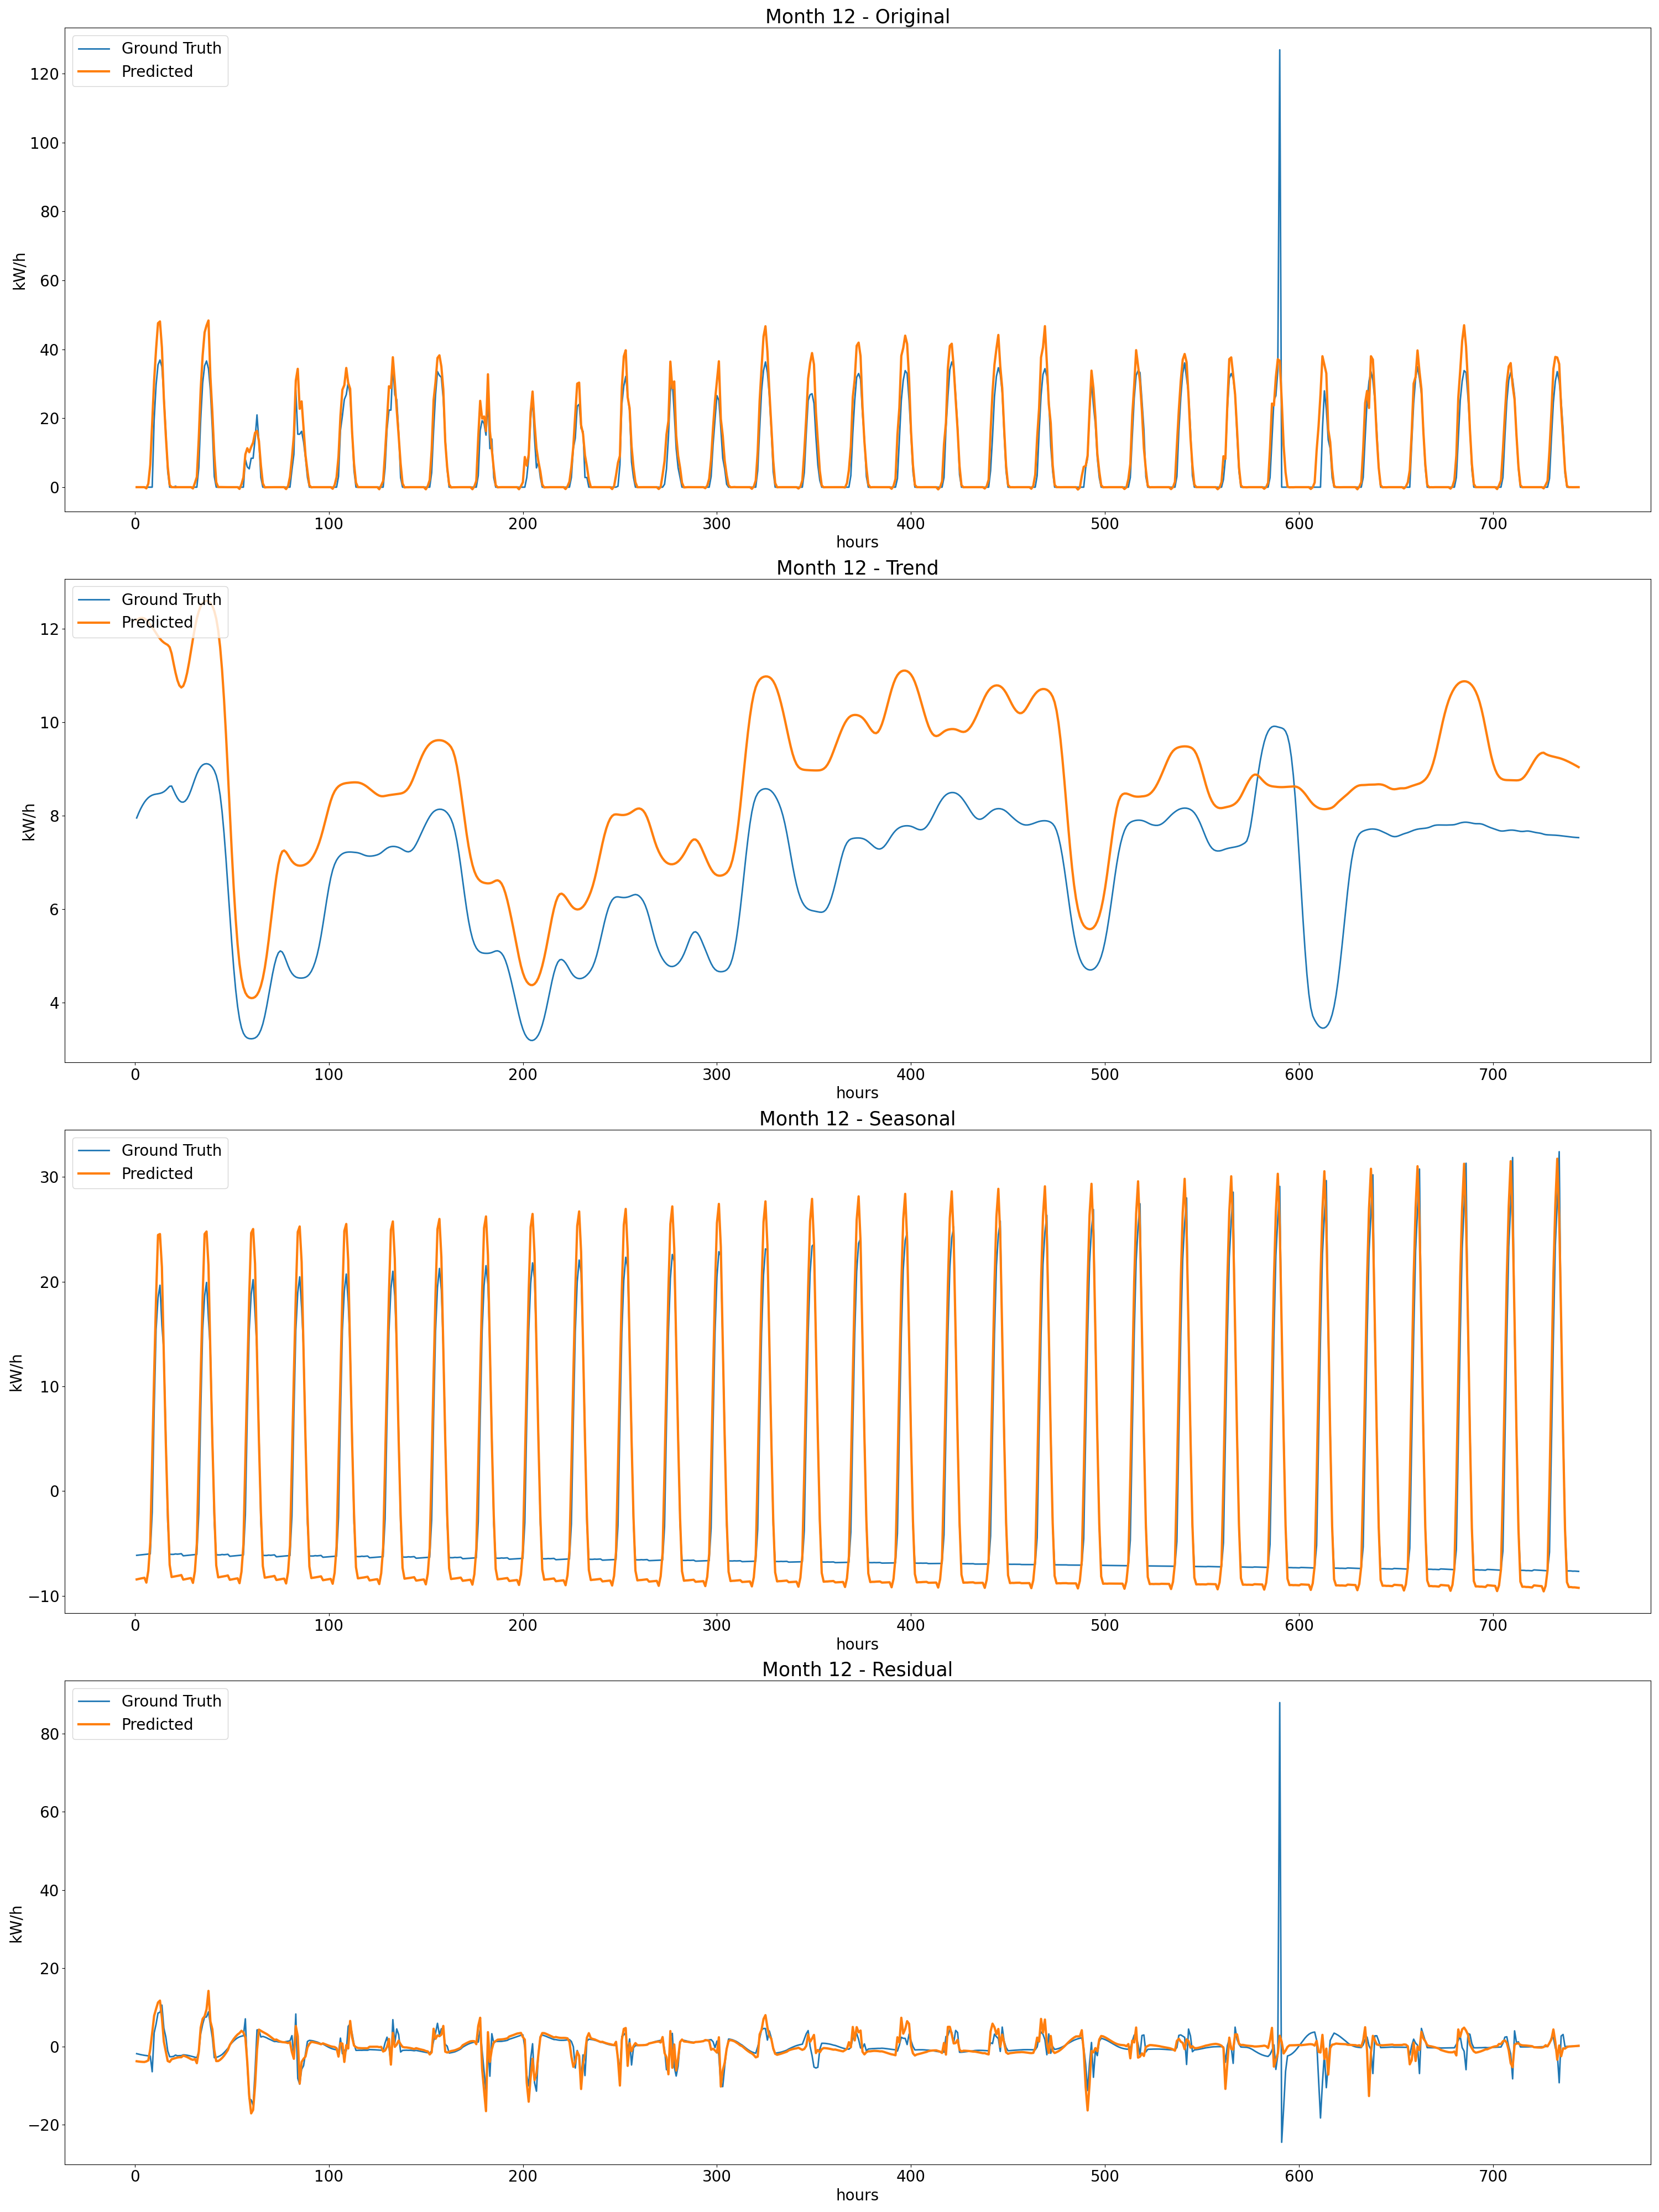 Month 12 - Original
Ground Truth
Predicted
120
100
80
60
40
20
0
kW/h
0 100 200 300 400 500 600 700
hours
Month 12 - Trend
Ground Truth
Predicted
12
10
8
6
4
kW/h
0 100 200 300 400 500 600 700
hours
Month 12 - Seasonal
Ground Truth
Predicted
30
20
10
0
−10
kW/h
0 100 200 300 400 500 600 700
hours
Month 12 - Residual
Ground Truth
Predicted
80
60
40
20
0
−20
kW/h
0 100 200 300 400 500 600 700
hours